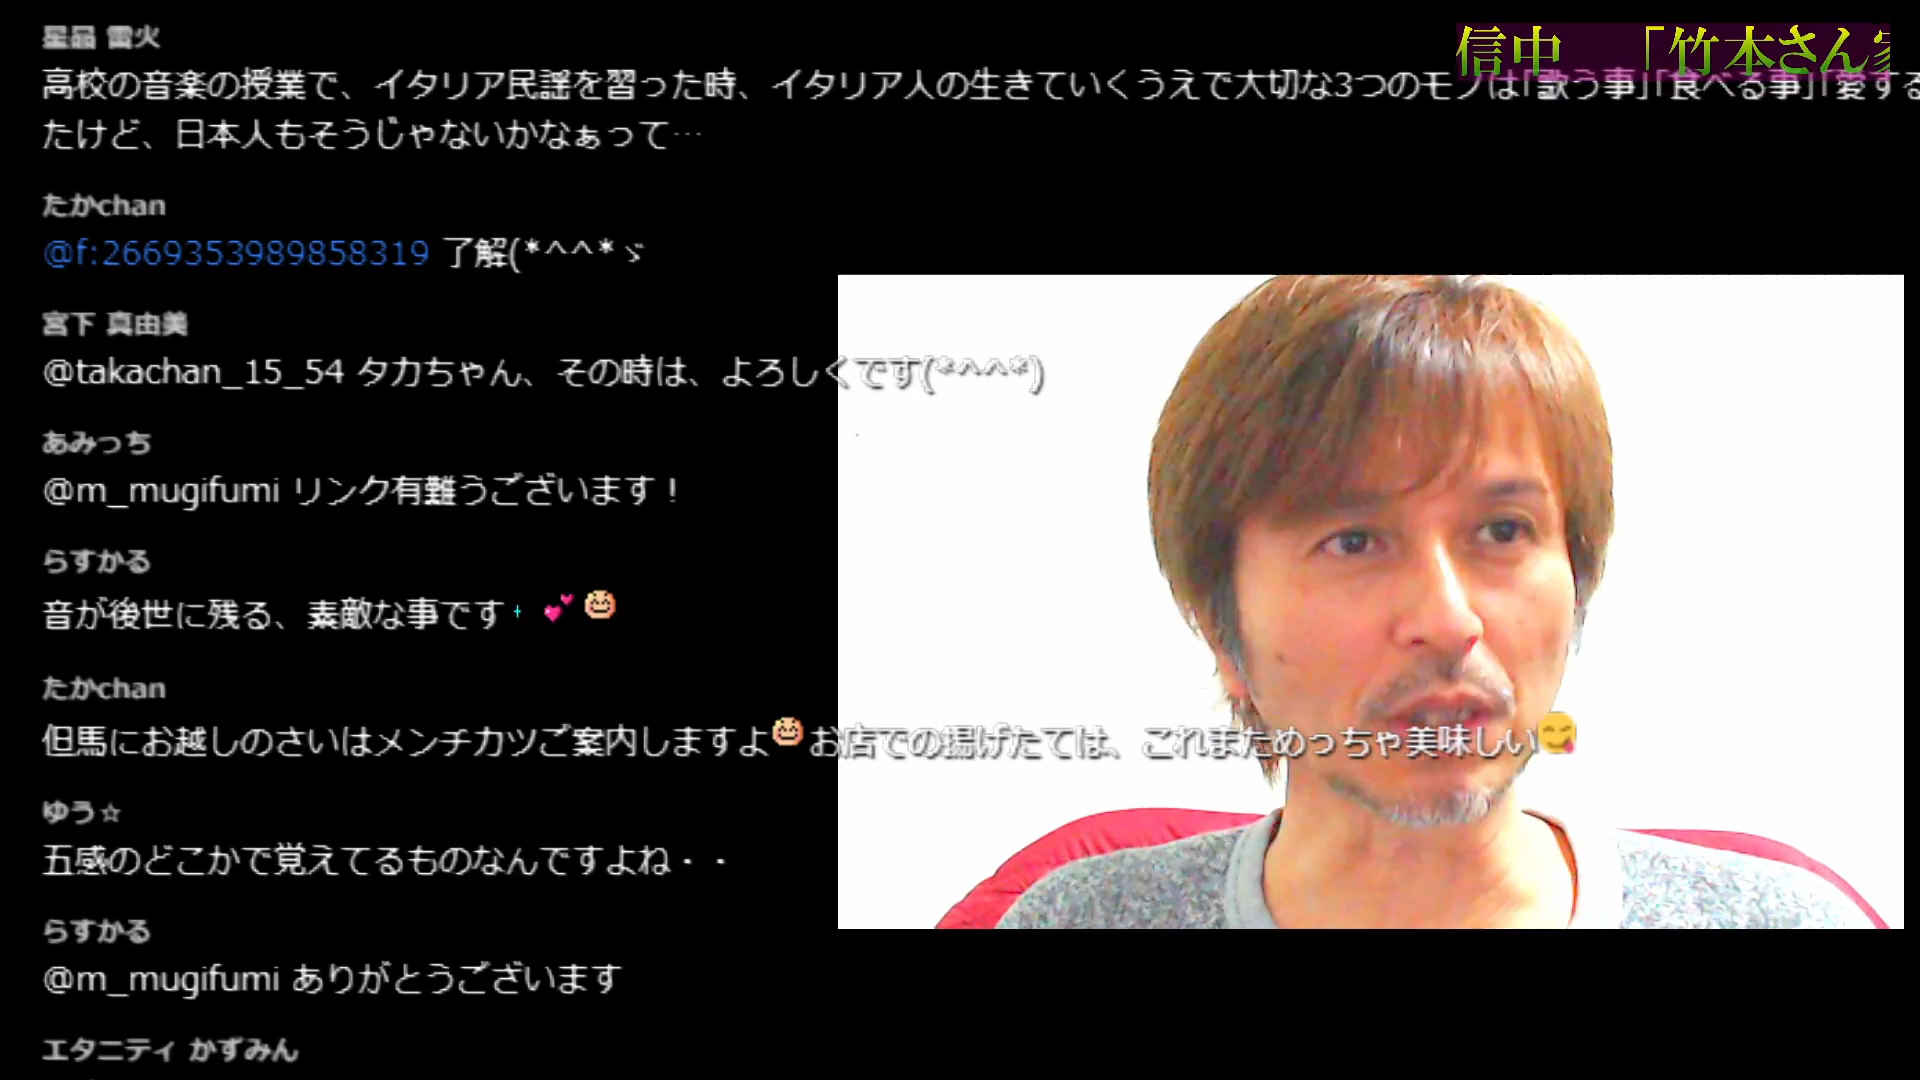 信中 「竹本さん
星品 雷火
高校の音楽の授業で、イタリア民謡を習った時、イタリア人の生きていくうえで大切な3つのモノは「歌う事」「食べる事」「愛する
たけど、日本人もそうじゃないかなぁって…
たかchan
@f:2669353989858319 了解(*^^*ゞ
宮下 真由美
@takachan_15_54 タカちゃん、その時は、よろしくです(*^^*)
あみっち
@m_mugifumi リンク有難うございます！
らすかる
音が後世に残る、素敵な事です
たかchan
但馬にお越しのさいはメンチカツご案内しますよ😊お店での揚げたては、これまためっちゃ美味しい😋
ゆう☆
五感のどこかで覚えてるものなんですよね・・
らすかる
@m_mugifumi ありがとうございます
エタニティ かずみん